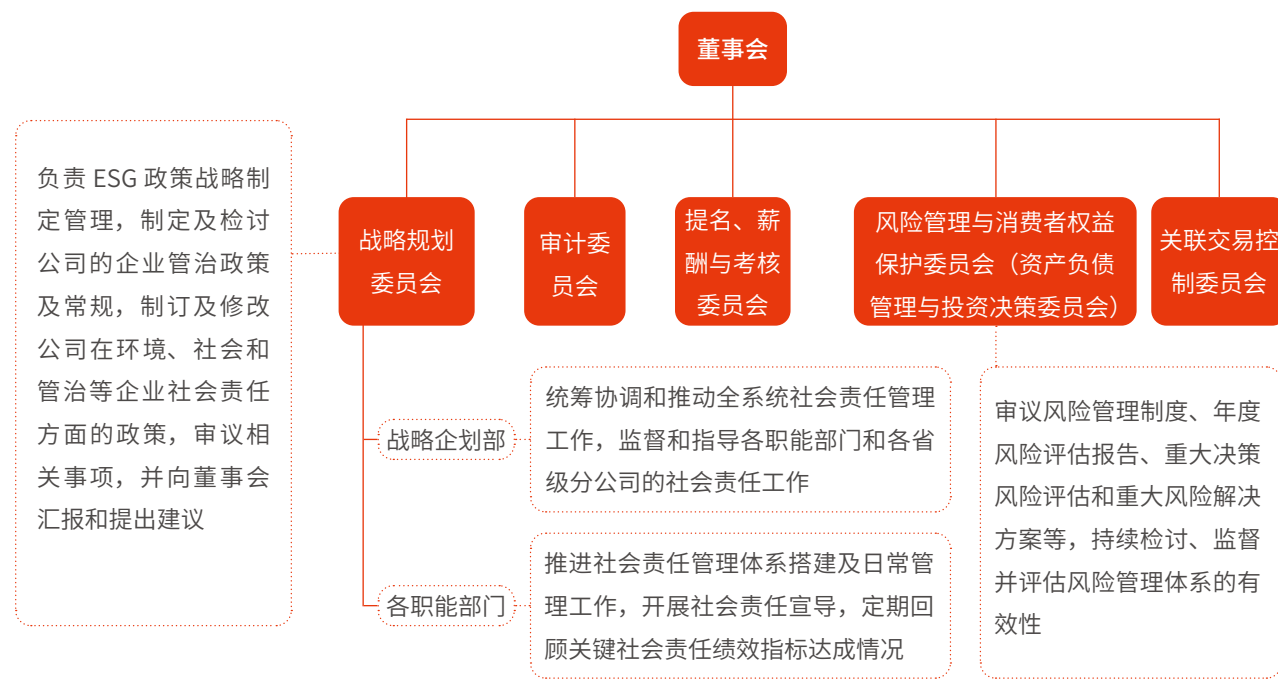 董事会
负责 ESG 政策战略制
定管理，制定及检讨
公司的企业管治政策
及常规，制订及修改
公司在环境、社会和
管治等企业社会责任
方面的政策，审议相
关事项，并向董事会
汇报和提出建议
战略规划
委员会
审计委
员会
提名、薪
酬与考核
委员会
风险管理与消费者权益
保护委员会（资产负债
管理与投资决策委员会）
关联交易控
制委员会
战略企划部
统筹协调和推动全系统社会责任管理
工作，监督和指导各职能部门和各省
级分公司的社会责任工作
各职能部门
推进社会责任管理体系搭建及日常管
理工作，开展社会责任宣导，定期回
顾关键社会责任绩效指标达成情况
审议风险管理制度、年度
风险评估报告、重大决策
风险评估和重大风险解决
方案等，持续检讨、监督
并评估风险管理体系的有
效性